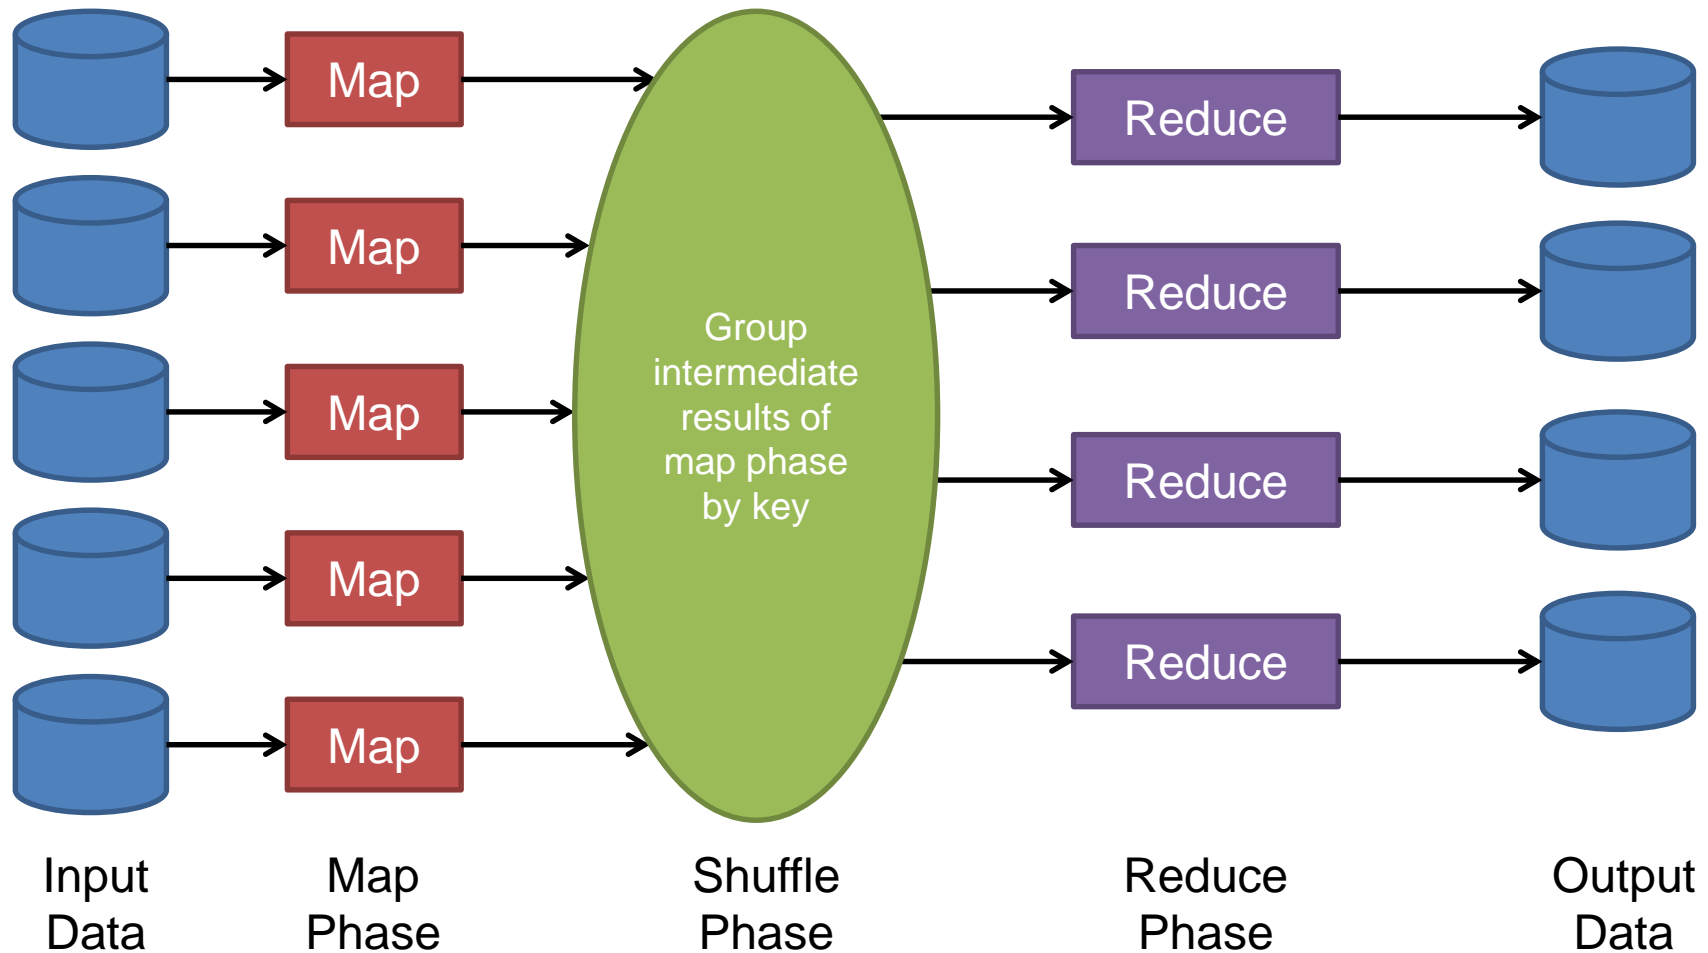 Map
Map
Map
Map
Map
Group
intermediate
results of
map phase
by key
Reduce
Reduce
Reduce
Reduce
Input
Data
Map
Phase
Shuffle
Phase
Reduce
Phase
Output
Data